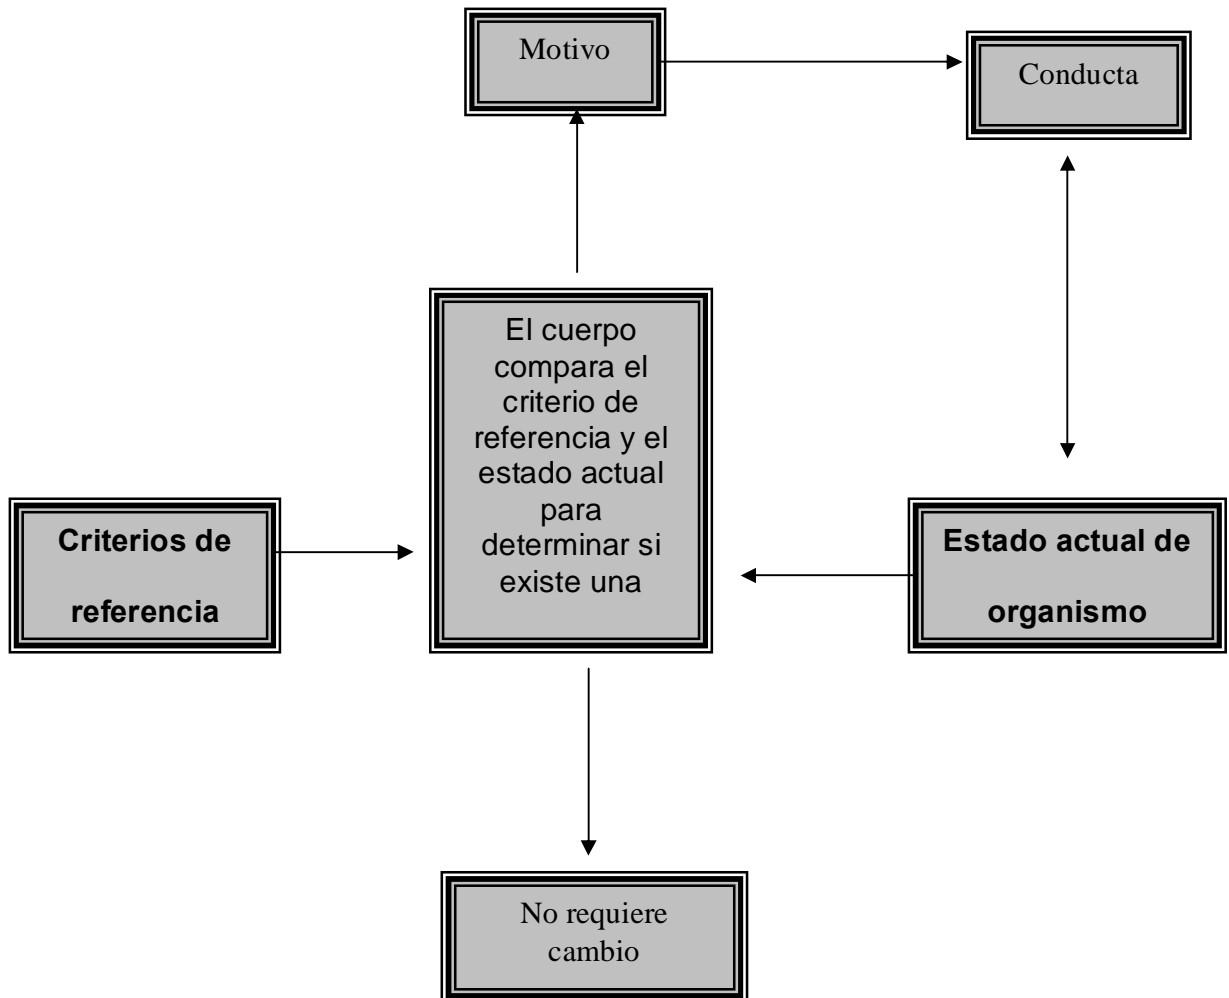 Motivo
Conducta
El cuerpo
compara el
criterio de
referencia y el
estado actual
para
determinar si
existe una
Criterios de
referencia
Estado actual de
organismo
No requiere
cambio